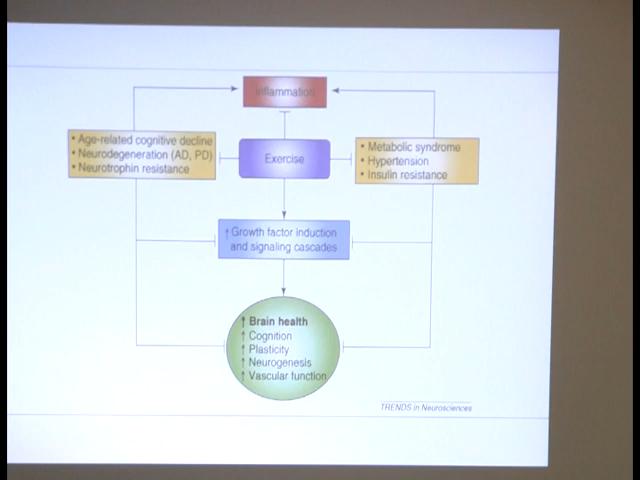 Inflammation
• Age-related cognitive decline
• Neurodegeneration (AD, PD)
• Neurotrophin resistance
Exercise
• Metabolic syndrome
• Hypertension
• Insulin resistance
↑ Growth factor induction
and signaling cascades
↑ Brain health
↑ Cognition
↑ Plasticity
↑ Neurogenesis
↑ Vascular function
TRENDS in Neurosciences